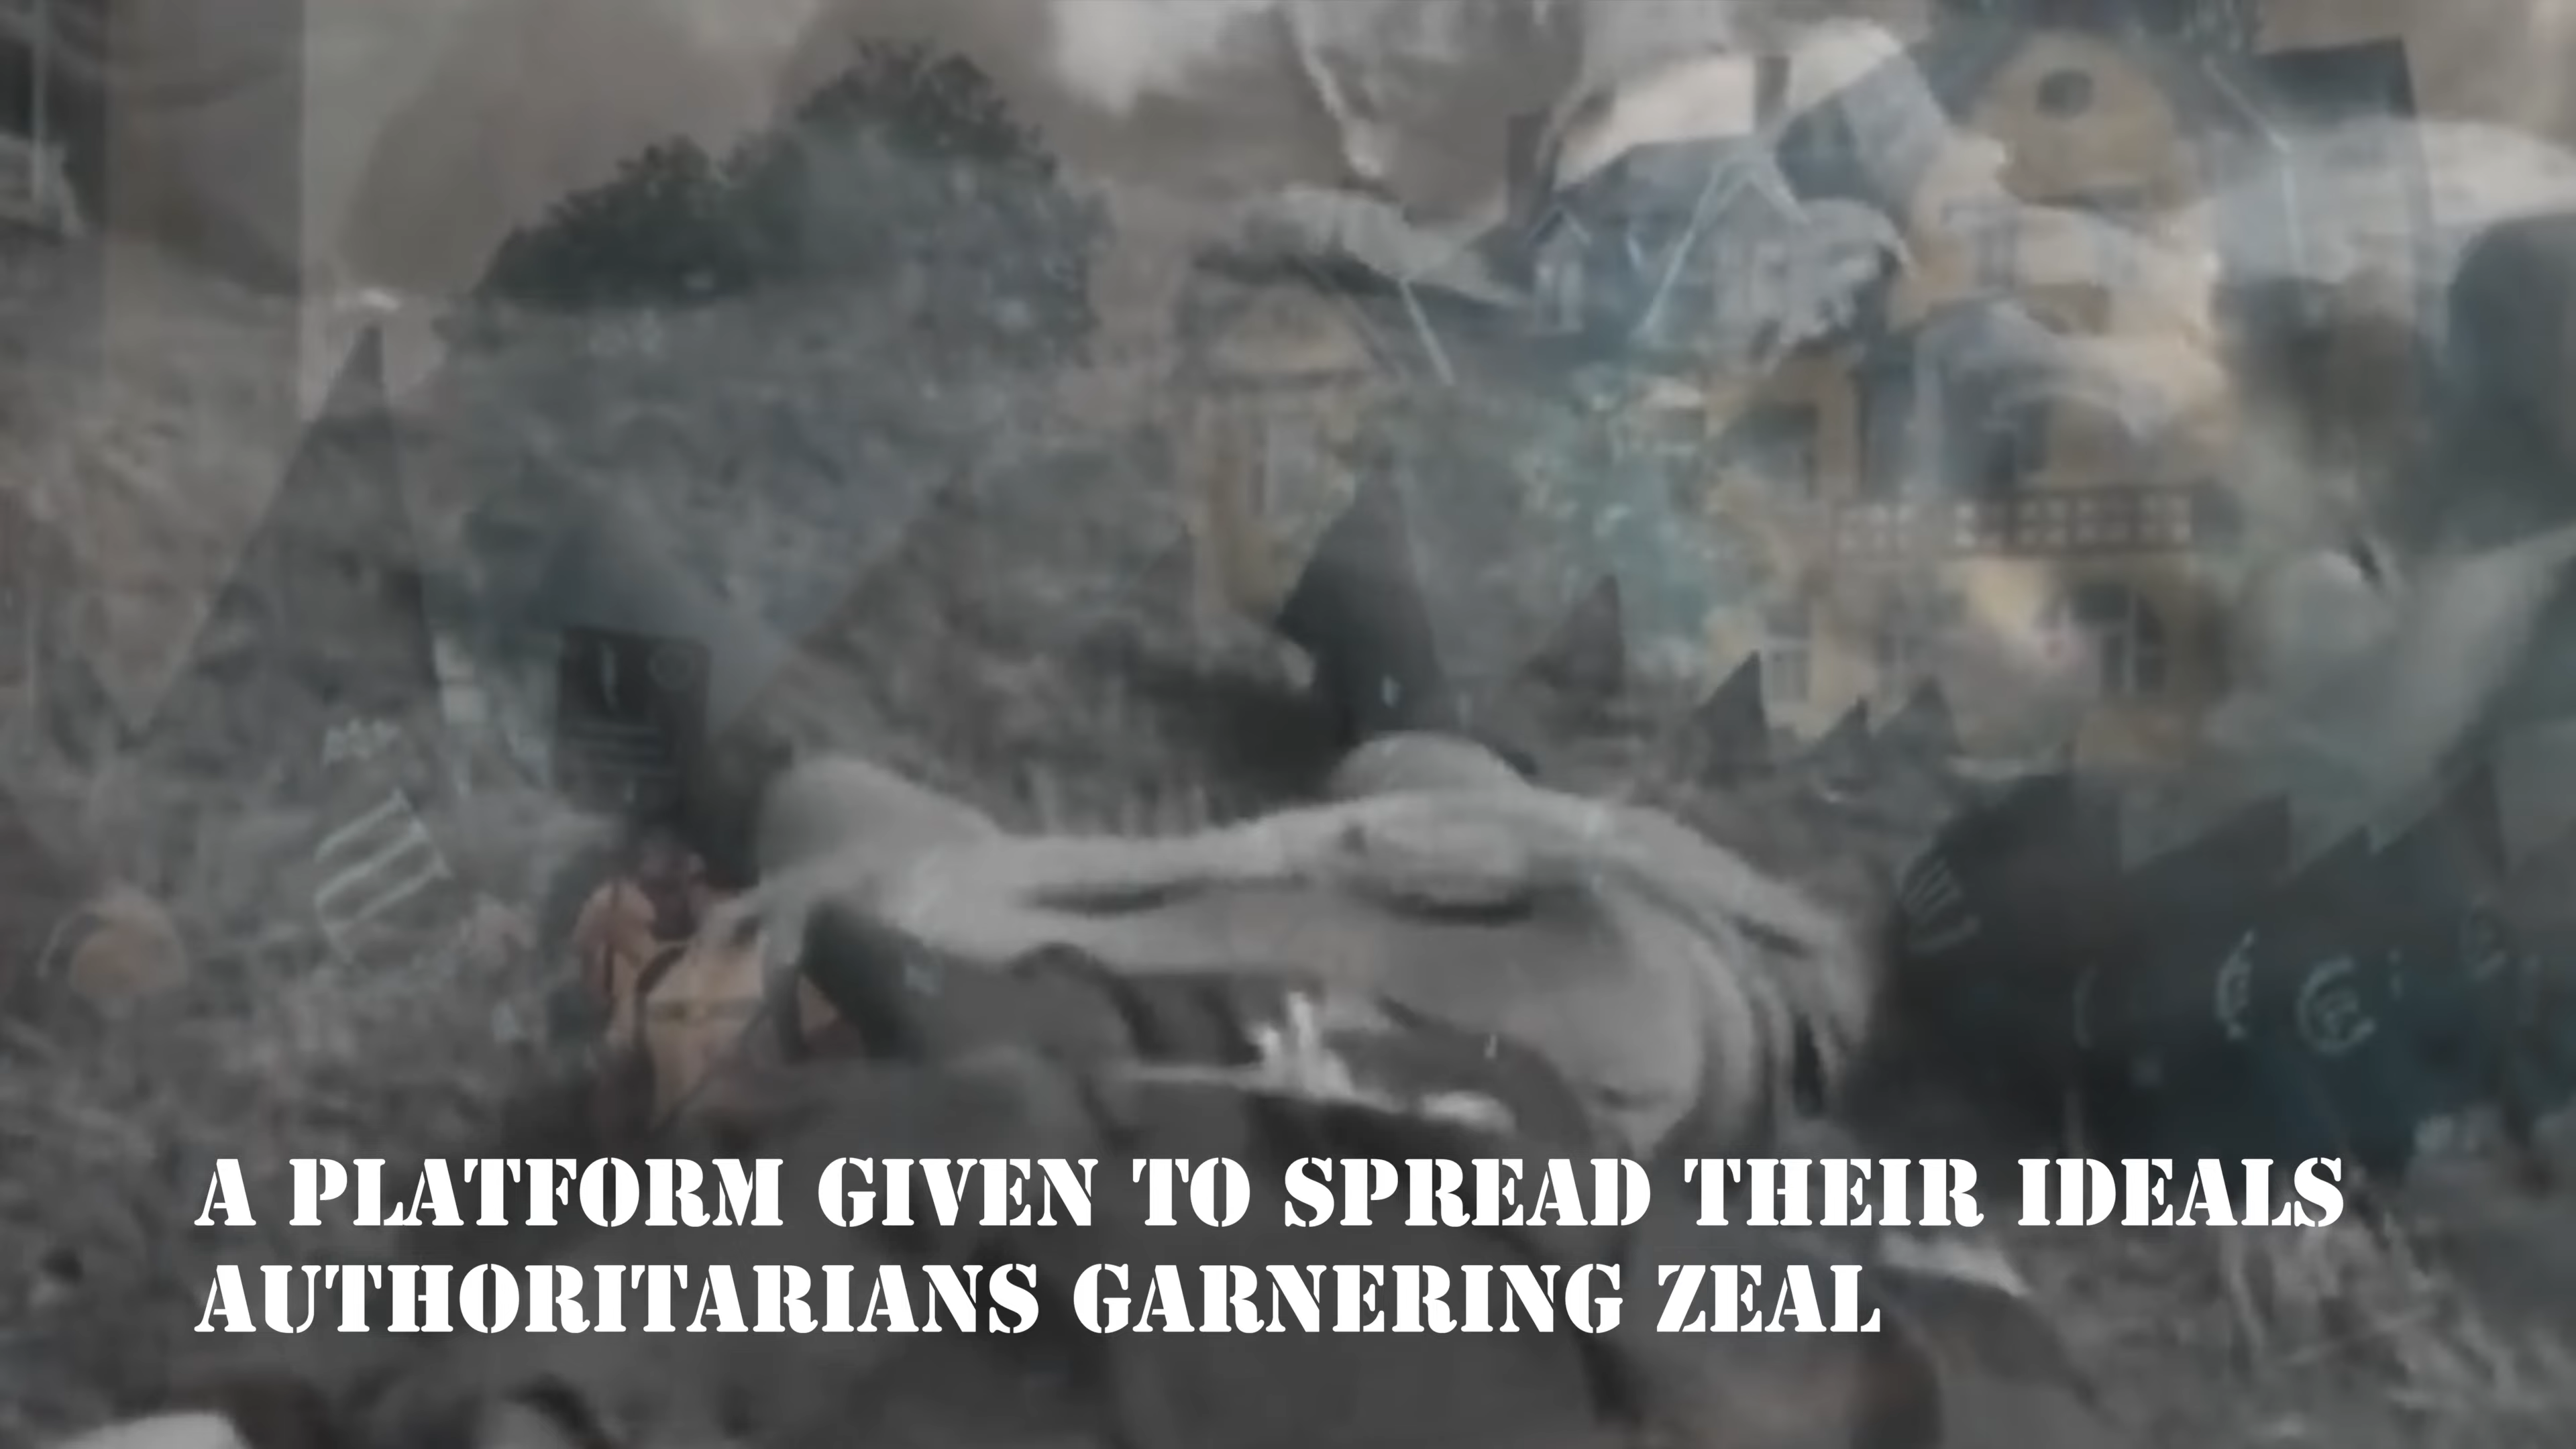 A PLATFORM GIVEN TO SPREAD THEIR IDEALS
AUTHORITARIANS GARNERING ZEAL